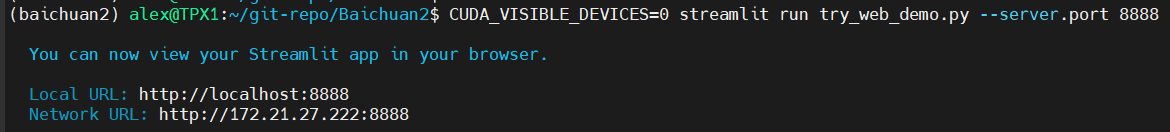 (baichuan2) alex@TPX1:~/git-repo/Baichuan2$ CUDA_VISIBLE_DEVICES=0 streamlit run try_web_demo.py --server.port 8888
You can now view your Streamlit app in your browser.
Local URL: http://localhost:8888
Network URL: http://172.21.27.222:8888